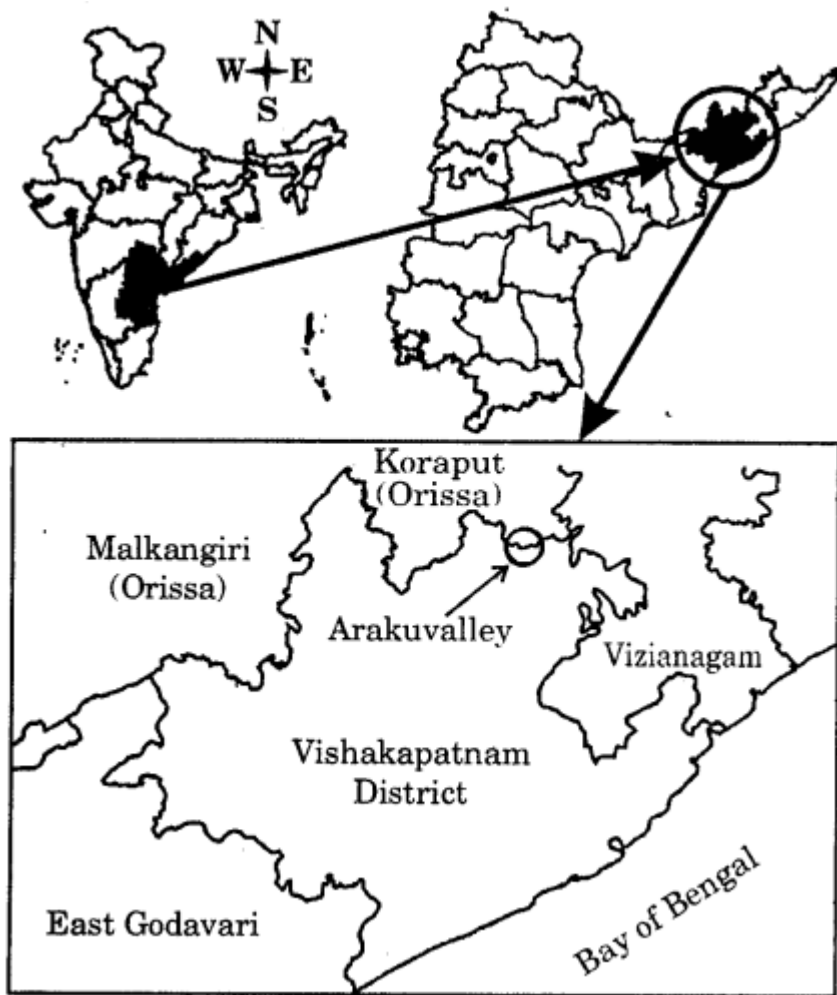 N
W E
S
Koraput
(Orissa)
Malkangiri
(Orissa)
Arakuvalley
Vizianagam
Vishakapatnam
District
East Godavari
Bay of Bengal